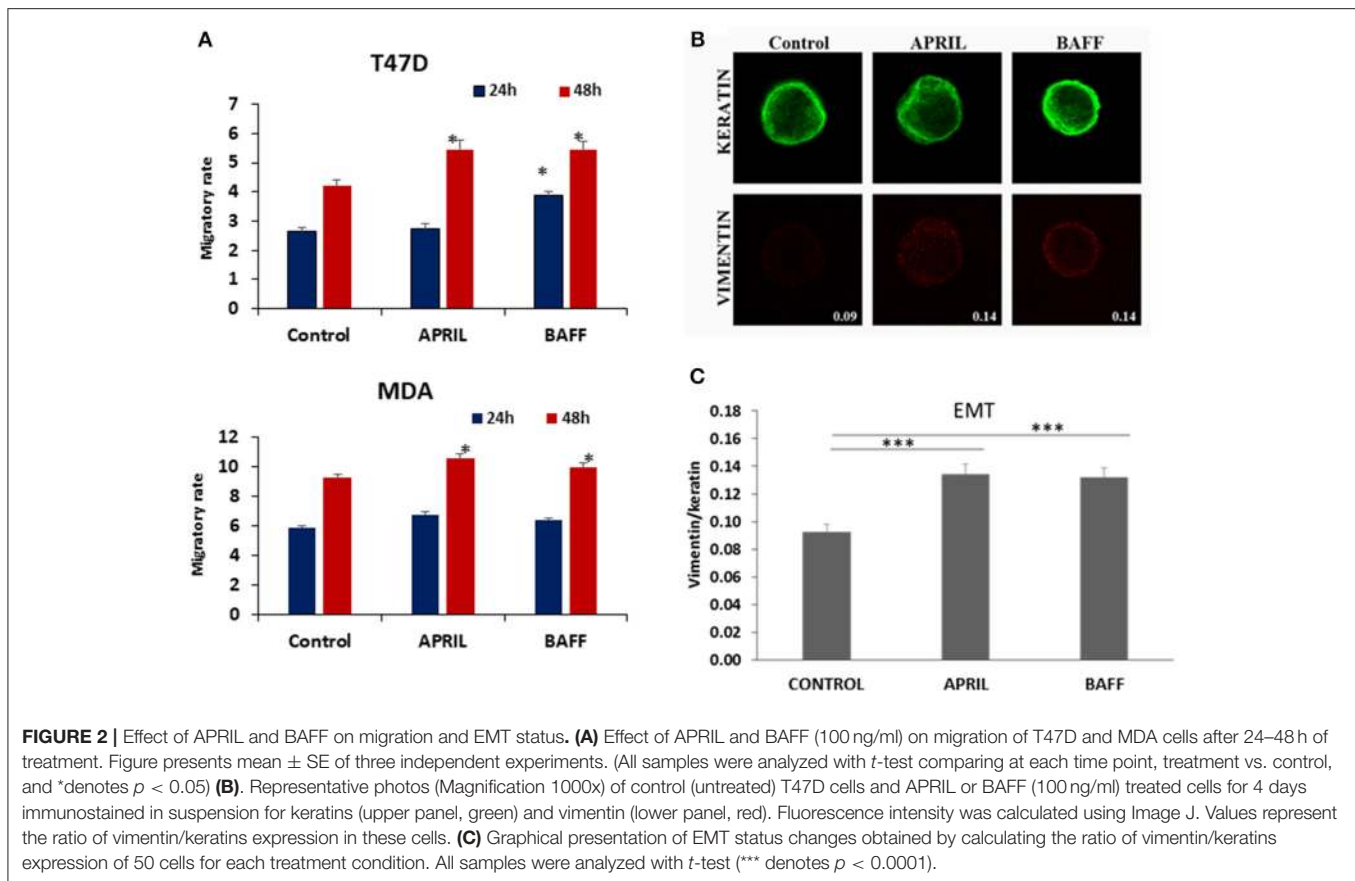 A
T47D
24h 48h
Migratory rate
7
6
5
4
3
2
1
0
* * *
Control APRIL BAFF
MDA
24h 48h
Migratory rate
12
10
8
6
4
2
0
* *
Control APRIL BAFF
B
Control APRIL BAFF
KERATIN
VIMENTIN
0.09 0.14 0.14
C
EMT
Vimentin/keratin
0.18
0.16
0.14
0.12
0.10
0.08
0.06
0.04
0.02
0.00
*** ***
CONTROL APRIL BAFF
FIGURE 2 | Effect of APRIL and BAFF on migration and EMT status. (A) Effect of APRIL and BAFF (100 ng/ml) on migration of T47D and MDA cells after 24–48 h of
treatment. Figure presents mean ± SE of three independent experiments. (All samples were analyzed with t-test comparing at each time point, treatment vs. control,
and *denotes p < 0.05) (B). Representative photos (Magnification 1000x) of control (untreated) T47D cells and APRIL or BAFF (100 ng/ml) treated cells for 4 days
immunostained in suspension for keratins (upper panel, green) and vimentin (lower panel, red). Fluorescence intensity was calculated using Image J. Values represent
the ratio of vimentin/keratins expression in these cells. (C) Graphical presentation of EMT status changes obtained by calculating the ratio of vimentin/keratins
expression of 50 cells for each treatment condition. All samples were analyzed with t-test (*** denotes p < 0.0001).